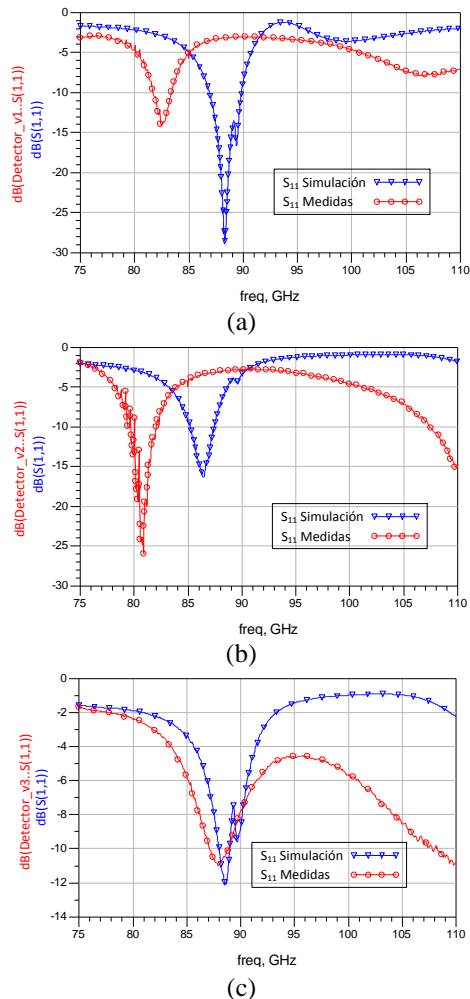 0
-5
-10
-15
-20
-25
-30
dB(Detector_v1..S(1,1))
dB(S(1,1))
S11 Simulación
S11 Medidas
75 80 85 90 95 100 105 110
freq, GHz
(a)
0
-5
-10
-15
-20
-25
-30
dB(Detector_v2..S(1,1))
dB(S(1,1))
S11 Simulación
S11 Medidas
75 80 85 90 95 100 105 110
freq, GHz
(b)
0
-2
-4
-6
-8
-10
-12
-14
dB(Detector_v3..S(1,1))
dB(S(1,1))
S11 Simulación
S11 Medidas
75 80 85 90 95 100 105 110
freq, GHz
(c)